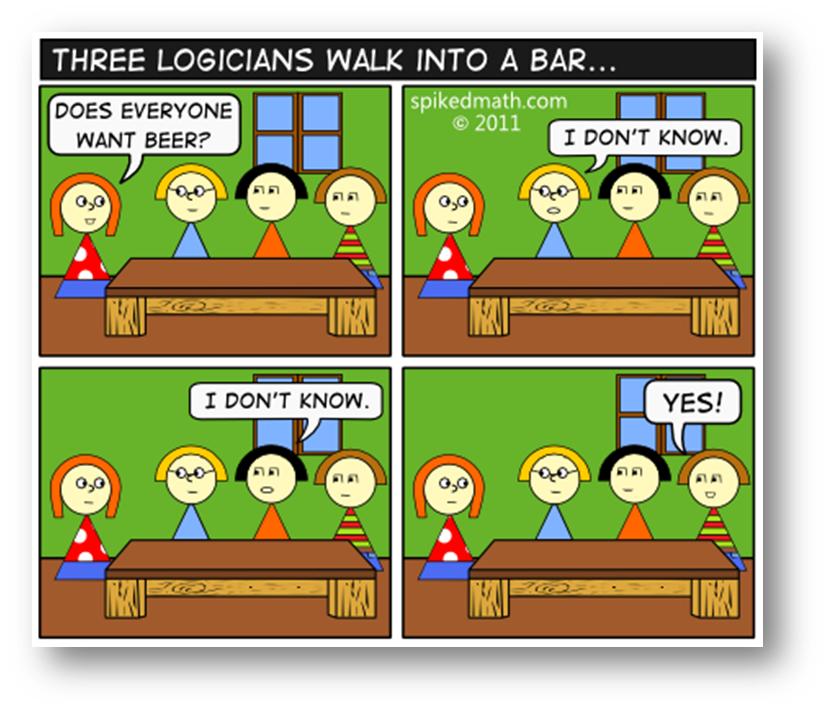 THREE LOGICIANS WALK INTO A BAR...
DOES EVERYONE
WANT BEER?
spikedmath.com
© 2011
I DON'T KNOW.
I DON'T KNOW.
YES!